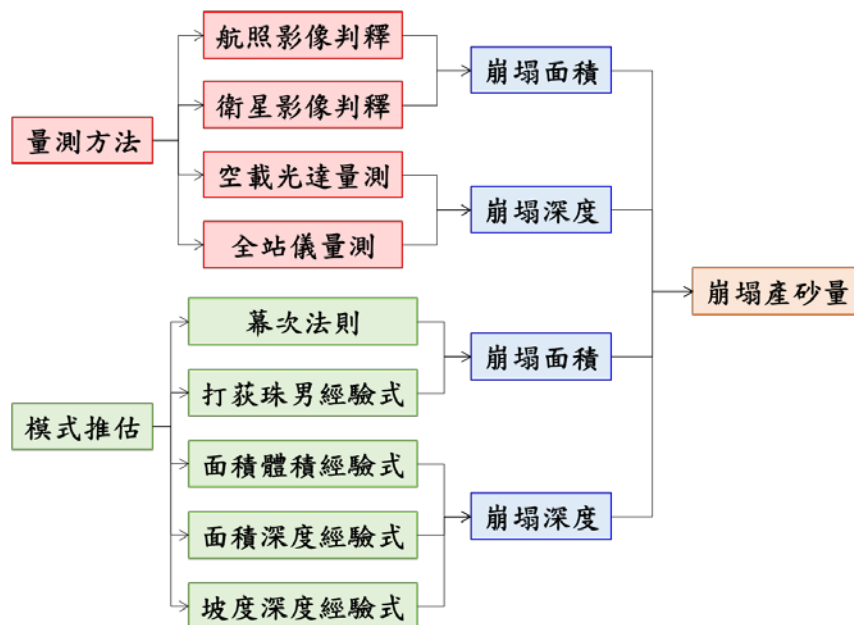 航照影像判釋
衛星影像判釋
量測方法
空載光達量測
全站儀量測
崩塌面積
崩塌深度
崩塌產砂量
冪次法則
打荻珠男經驗式
模式推估
面積體積經驗式
面積深度經驗式
坡度深度經驗式
崩塌面積
崩塌深度